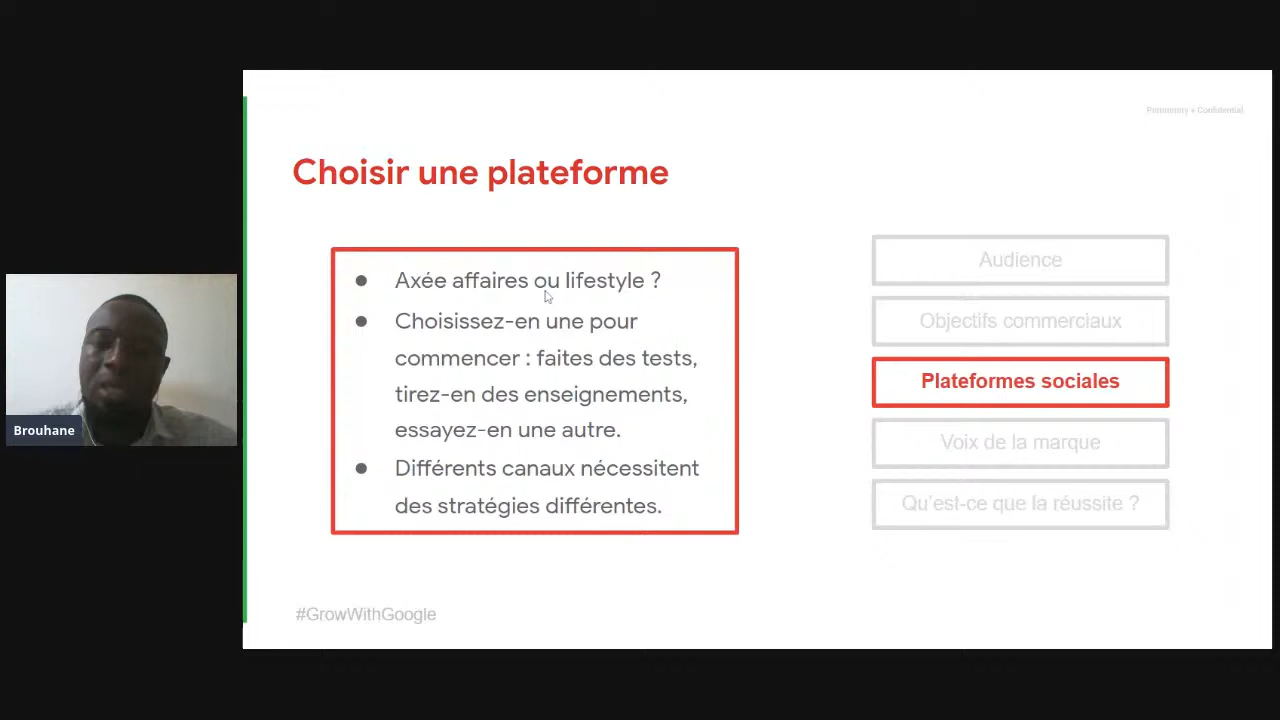 Choisir une plateforme
Axée affaires ou lifestyle ?
Choisissez-en une pour
commencer : faites des tests,
tirez-en des enseignements,
essayez-en une autre.
Différents canaux nécessitent
des stratégies différentes.
Audience
Objectifs commerciaux
Plateformes sociales
Voix de la marque
Qu'est-ce que la réussite ?
#GrowWithGoogle
Brouhane